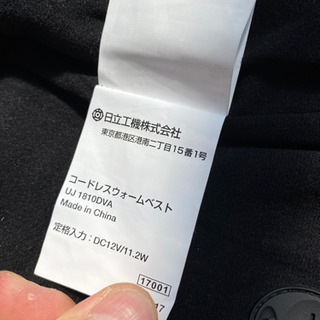 日立工機株式会社
東京都港区港南二丁目15番1号
コードレスウォームベスト
UJ 1810DVA
Made in China
定格入力：DC12V/11.2W
17001
17